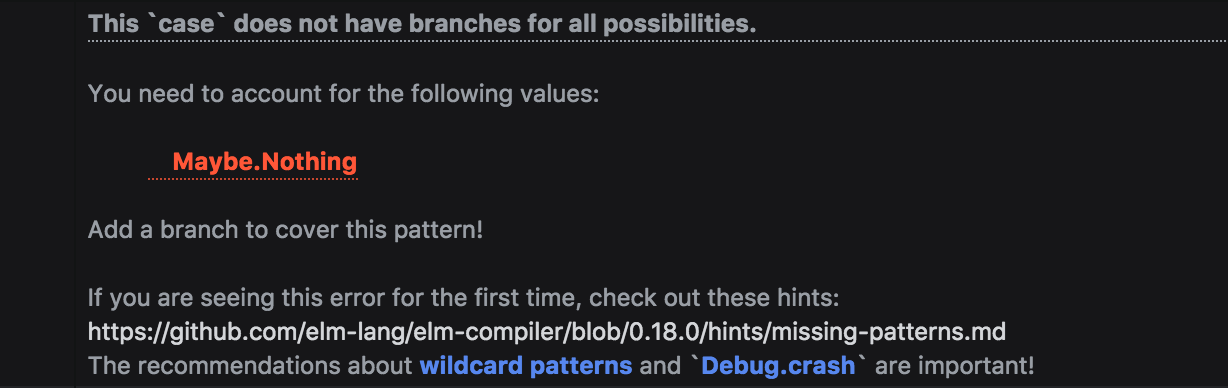 This `case` does not have branches for all possibilities.
You need to account for the following values:
Maybe.Nothing
Add a branch to cover this pattern!
If you are seeing this error for the first time, check out these hints:
https://github.com/elm-lang/elm-compiler/blob/0.18.0/hints/missing-patterns.md
The recommendations about wildcard patterns and `Debug.crash` are important!